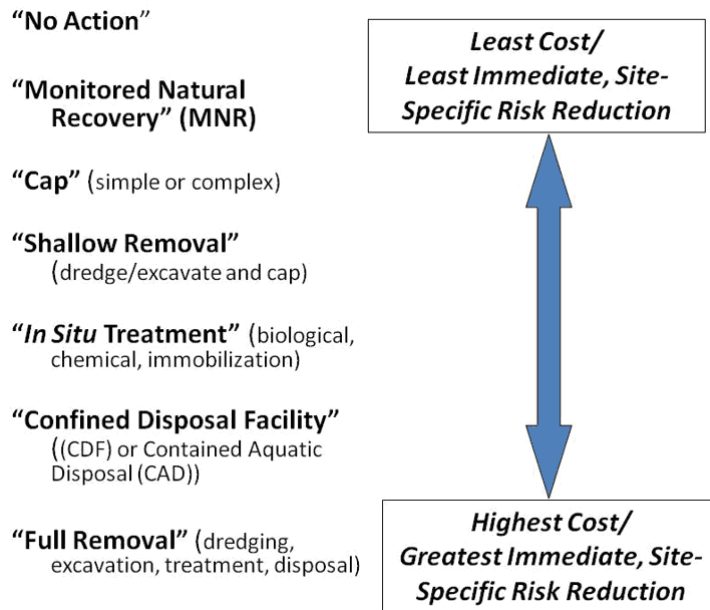 “No Action”
“Monitored Natural
Recovery” (MNR)
“Cap” (simple or complex)
“Shallow Removal”
(dredge/excavate and cap)
“In Situ Treatment” (biological,
chemical, immobilization)
“Confined Disposal Facility”
((CDF) or Contained Aquatic
Disposal (CAD))
“Full Removal” (dredging,
excavation, treatment, disposal)
Least Cost/
Least Immediate, Site-
Specific Risk Reduction
Highest Cost/
Greatest Immediate, Site-
Specific Risk Reduction